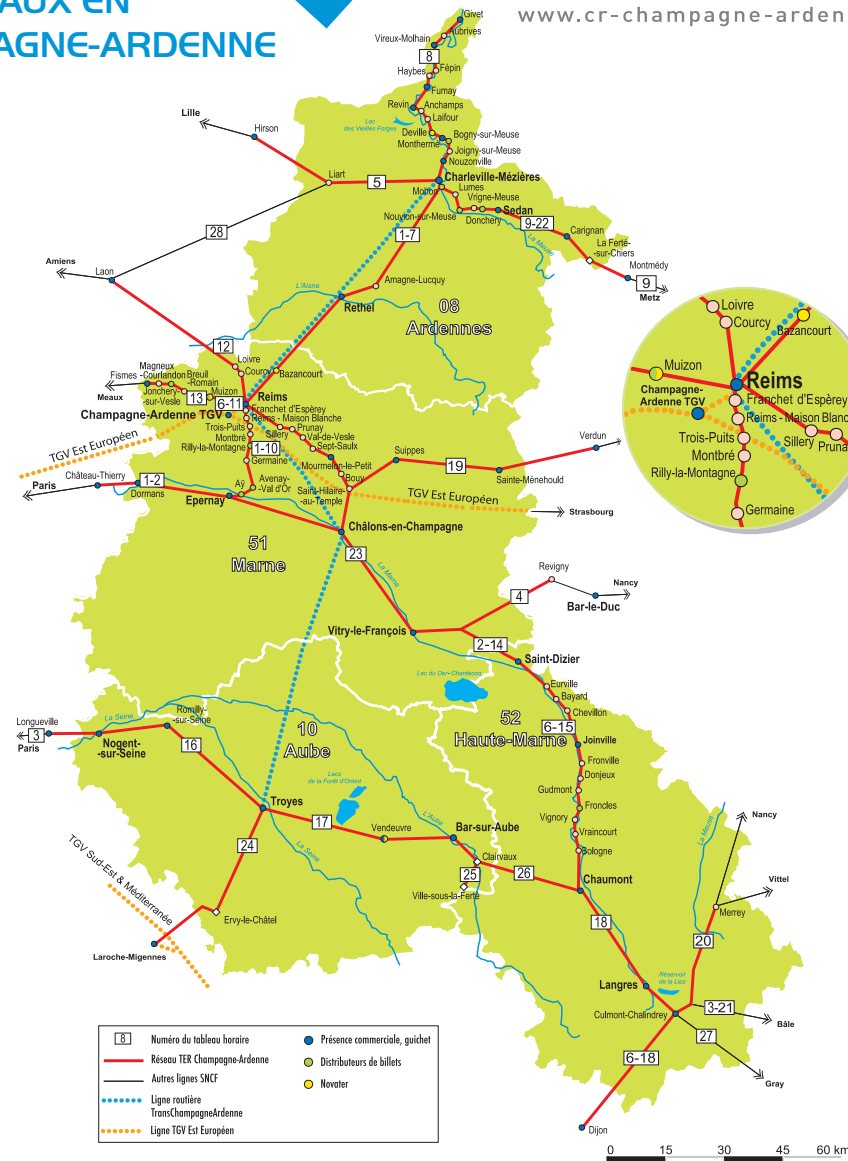 AUX EN
AGNE-ARDENNE
www.cr-champagne-arden
Givet
Aubrives
Vireux-Molhain
8
Fépin
Haybes
Fumay
Revin
Anchamps
Laifour
Lac
des Vieilles Forges
Deville
Bogny-sur-Meuse
Monthermé
Joigny-sur-Meuse
Nouzonville
Lille
Hirson
Liart
5
Charleville-Mézières
Mohon
Lumes
Vrigne-Meuse
Nouvion-sur-Meuse
Donchery
Sedan
9-22
La Meuse
Carignan
La Ferté-
-sur-Chiers
Montmédy
9
Metz
28
1-7
Amiens
Laon
L'Aisne
Amagne-Lucquy
Rethel
08
Ardennes
12
Loivre
Courcy
Bazancourt
Magneux
Fismes
-Courlandon
Breuil
-Romain
Jonchery-
-sur-Vesle
13
Muizon
6-11
Reims
Meaux
Champagne-Ardenne TGV
Franchet d'Espèrey
Reims - Maison Blanche
Trois-Puits
Prunay
Montbré
Sillery
Val-de-Vesle
Rilly-la-Montagne
1-10
Sept-Saulx
Germaine
Mourmelon-le-Petit
Bouy
Avenay-
-Val d'Or
Aÿ
Saint-Hilaire-
-au-Temple
TGV Est Européen
Suippes
19
Verdun
Sainte-Ménehould
TGV Est Européen
Strasbourg
Château-Thierry
1-2
Paris
Dormans
Epernay
Châlons-en-Champagne
51
Marne
23
La Marne
Loivre
Courcy
Bazancourt
Muizon
Champagne-
Ardenne TGV
Reims
Franchet d'Espèrey
Reims - Maison Blanc
Trois-Puits
Sillery
Pruna
Montbré
Rilly-la-Montagne
Germaine
Revigny
4
Nancy
Bar-le-Duc
Vitry-le-François
2-14
Saint-Dizier
Lac du Der-Chantecoq
Eurville
Bayard
Chevillon
52
Haute-Marne
6-15
Joinville
Fronville
Donjeux
Gudmont
Froncles
Vignory
Vraincourt
Bologne
Chaumont
Longueville
3
Paris
La Seine
Romilly-
-sur-Seine
Nogent-
-sur-Seine
16
10
Aube
Lacs
de la Forêt d'Orient
Troyes
17
Vendeuvre
L'Aube
Bar-sur-Aube
Clairvaux
25
Ville-sous-la-Ferté
26
24
La Seine
TGV Sud-Est & Méditerranée
Ervy-le-Châtel
Laroche-Migennes
18
La Meuse
Nancy
Vittel
Merrey
20
Réservoir
de la Liez
Langres
Culmont-Chalindrey
3-21
Bâle
27
Gray
6-18
Dijon
8
Numéro du tableau horaire
Réseau TER Champagne-Ardenne
Autres lignes SNCF
Ligne routière
TransChampagneArdenne
Ligne TGV Est Européen
Présence commerciale, guichet
Distributeurs de billets
Novater
0 15 30 45 60 km